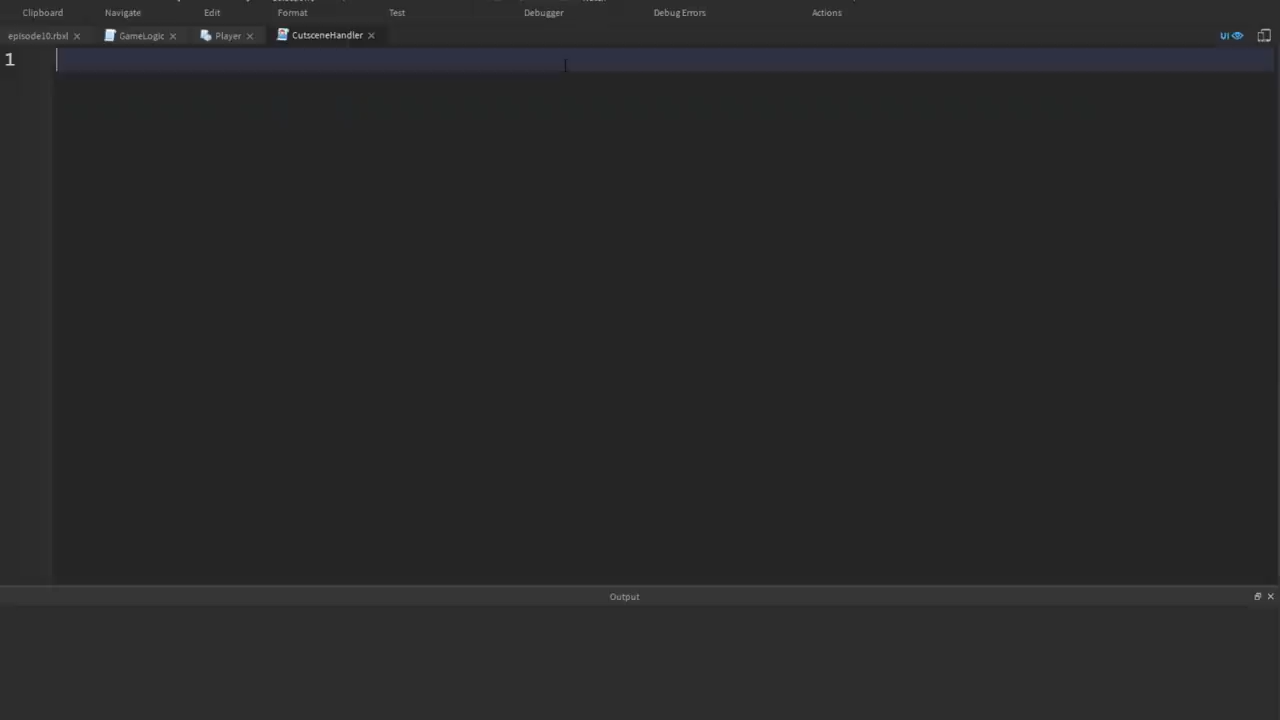 Clipboard Navigate Edit Format Test Debugger Debug Errors Actions
episode10.rbxl GameLogic Player CutsceneHandler UI
1
Output